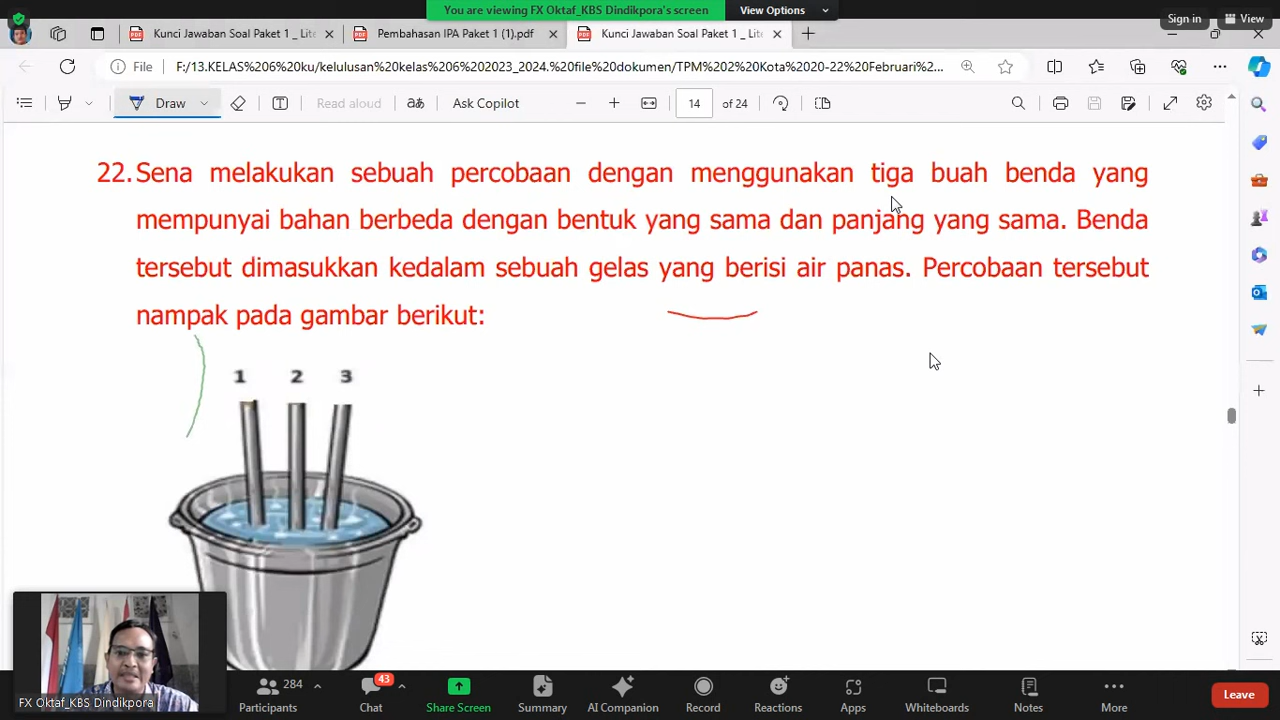 You are viewing FX Oktaf_KBS Dindikpora's screen
View Options
Sign in
View
Kunci Jawaban Soal Paket 1 _ Lite
Pembahasan IPA Paket 1 (1).pdf
Kunci Jawaban Soal Paket 1 _ Lite
File
F:/13.KELAS%206%20ku/kelulusan%20kelas%206%202023_2024.%20file%20dokumen/TPM%202%20Kota%2020-22%20Februari%2...
Draw
Read aloud
aあ
Ask Copilot
14 of 24
22. Sena melakukan sebuah percobaan dengan menggunakan tiga buah benda yang
mempunyai bahan berbeda dengan bentuk yang sama dan panjang yang sama. Benda
tersebut dimasukkan kedalam sebuah gelas yang berisi air panas. Percobaan tersebut
nampak pada gambar berikut:
1 2 3
FX Oktaf_KBS Dindikpora
284
Participants
43
Chat
Share Screen
Summary
AI Companion
Record
Reactions
Apps
Whiteboards
Notes
More
Leave